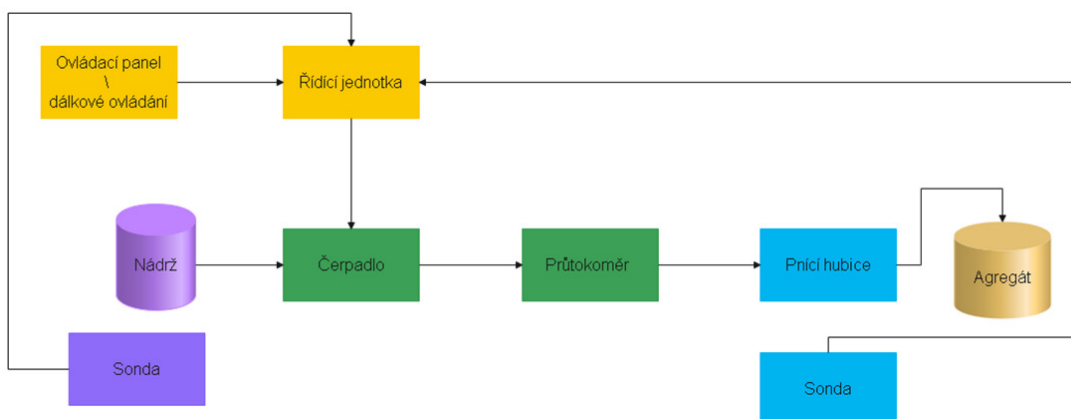 Ovládací panel
\
dálkové ovládání
Řídící jednotka
Nádrž
Čerpadlo
Průtokoměr
Pnící hubice
Agregát
Sonda
Sonda